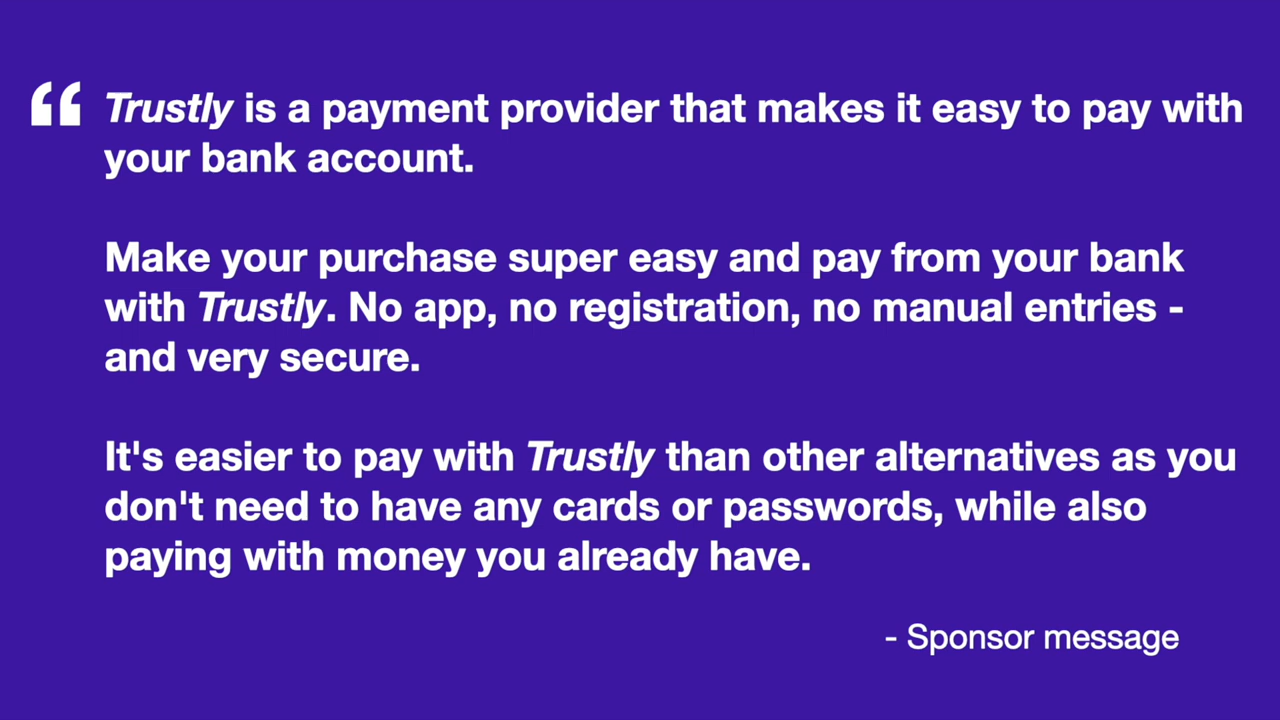 “ Trustly is a payment provider that makes it easy to pay with
your bank account.
Make your purchase super easy and pay from your bank
with Trustly. No app, no registration, no manual entries -
and very secure.
It's easier to pay with Trustly than other alternatives as you
don't need to have any cards or passwords, while also
paying with money you already have.
- Sponsor message